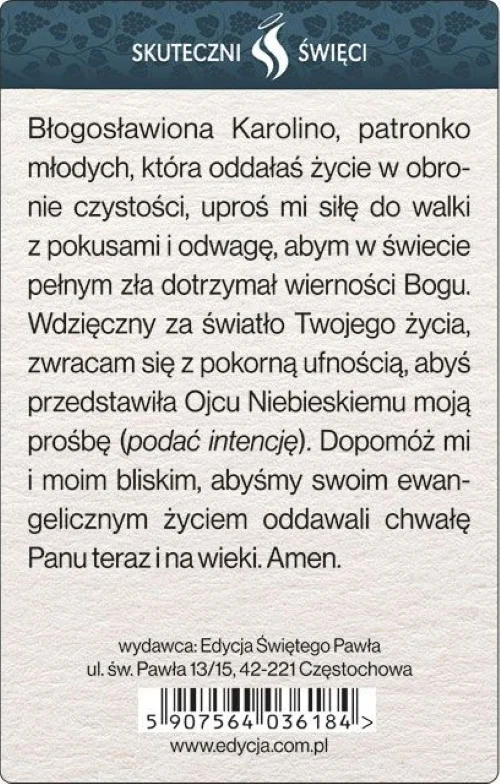 SKUTECZNI ŚWIĘCI
Błogosławiona Karolino, patronko
młodych, która oddałaś życie w obro-
nie czystości, uproś mi siłę do walki
z pokusami i odwagę, abym w świecie
pełnym zła dotrzymał wierności Bogu.
Wdzięczny za światło Twojego życia,
zwracam się z pokorną ufnością, abyś
przedstawiła Ojcu Niebieskiemu moją
prośbę (podać intencję). Dopomóż mi
i moim bliskim, abyśmy swoim ewan-
gelicznym życiem oddawali chwałę
Panu teraz i na wieki. Amen.
wydawca: Edycja Świętego Pawła
ul. św. Pawła 13/15, 42-221 Częstochowa
5 907564 036184 >
www.edycja.com.pl